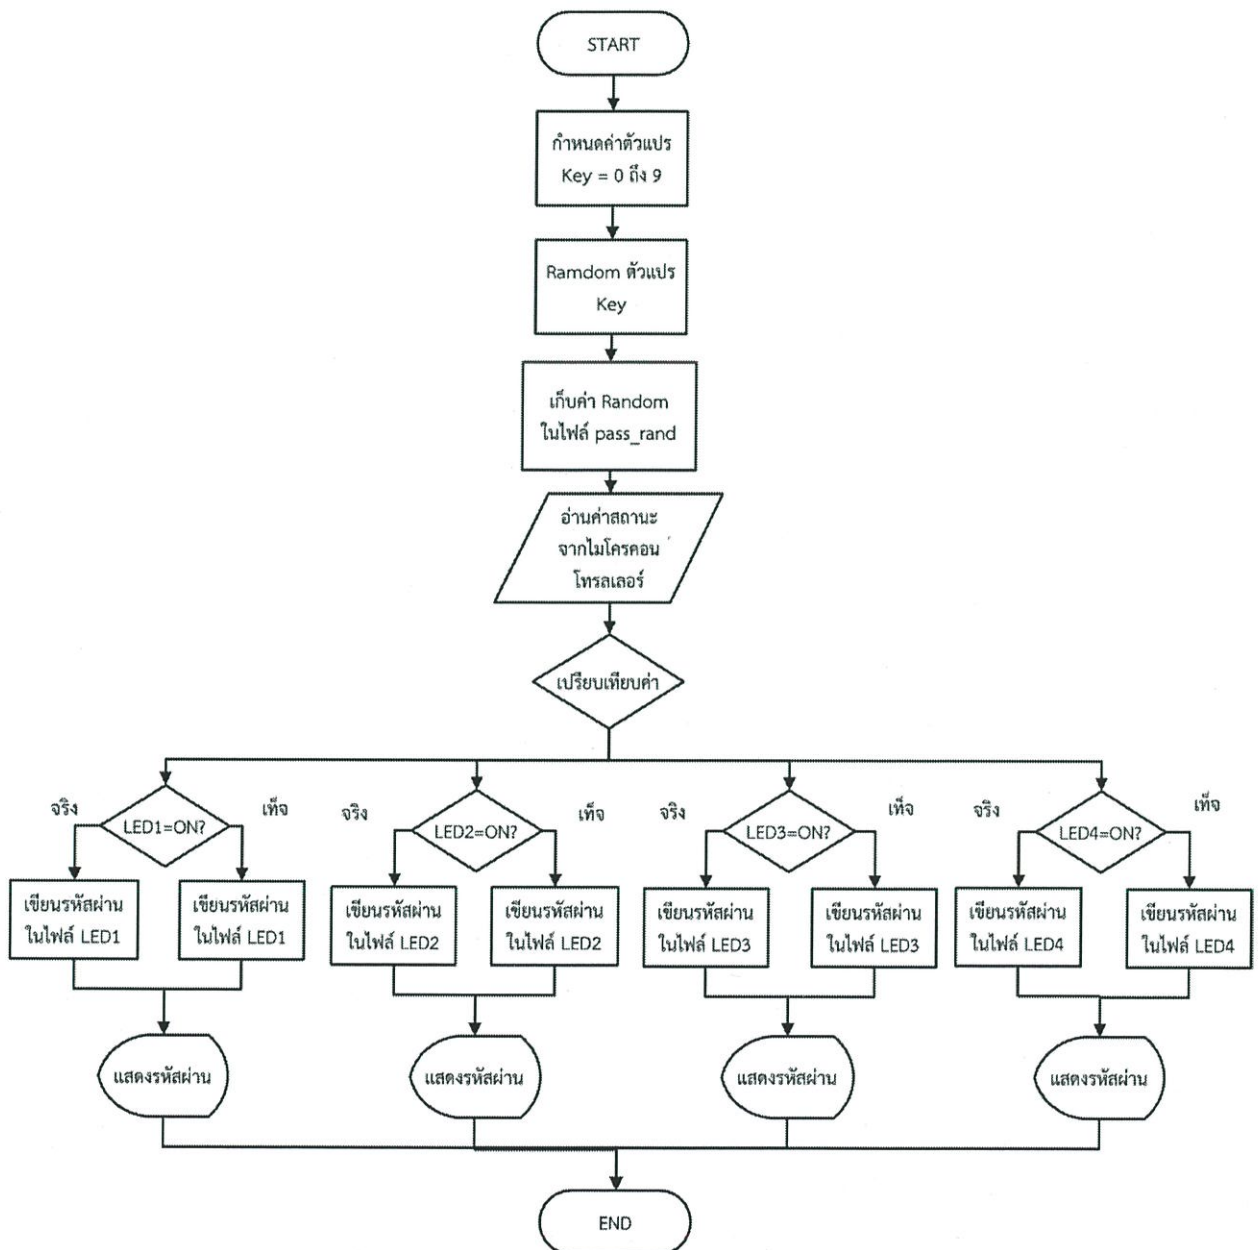 START
กำหนดค่าตัวแปร
Key = 0 ถึง 9
Ramdom ตัวแปร
Key
เก็บค่า Random
ในไฟล์ pass_rand
อ่านค่าสถานะ
จากไมโครคอน
โทรลเลอร์
เปรียบเทียบค่า
จริง
LED1=ON?
เท็จ
จริง
LED2=ON?
เท็จ
จริง
LED3=ON?
เท็จ
จริง
LED4=ON?
เท็จ
เขียนรหัสผ่าน
ในไฟล์ LED1
เขียนรหัสผ่าน
ในไฟล์ LED1
เขียนรหัสผ่าน
ในไฟล์ LED2
เขียนรหัสผ่าน
ในไฟล์ LED2
เขียนรหัสผ่าน
ในไฟล์ LED3
เขียนรหัสผ่าน
ในไฟล์ LED3
เขียนรหัสผ่าน
ในไฟล์ LED4
เขียนรหัสผ่าน
ในไฟล์ LED4
แสดงรหัสผ่าน
แสดงรหัสผ่าน
แสดงรหัสผ่าน
แสดงรหัสผ่าน
END